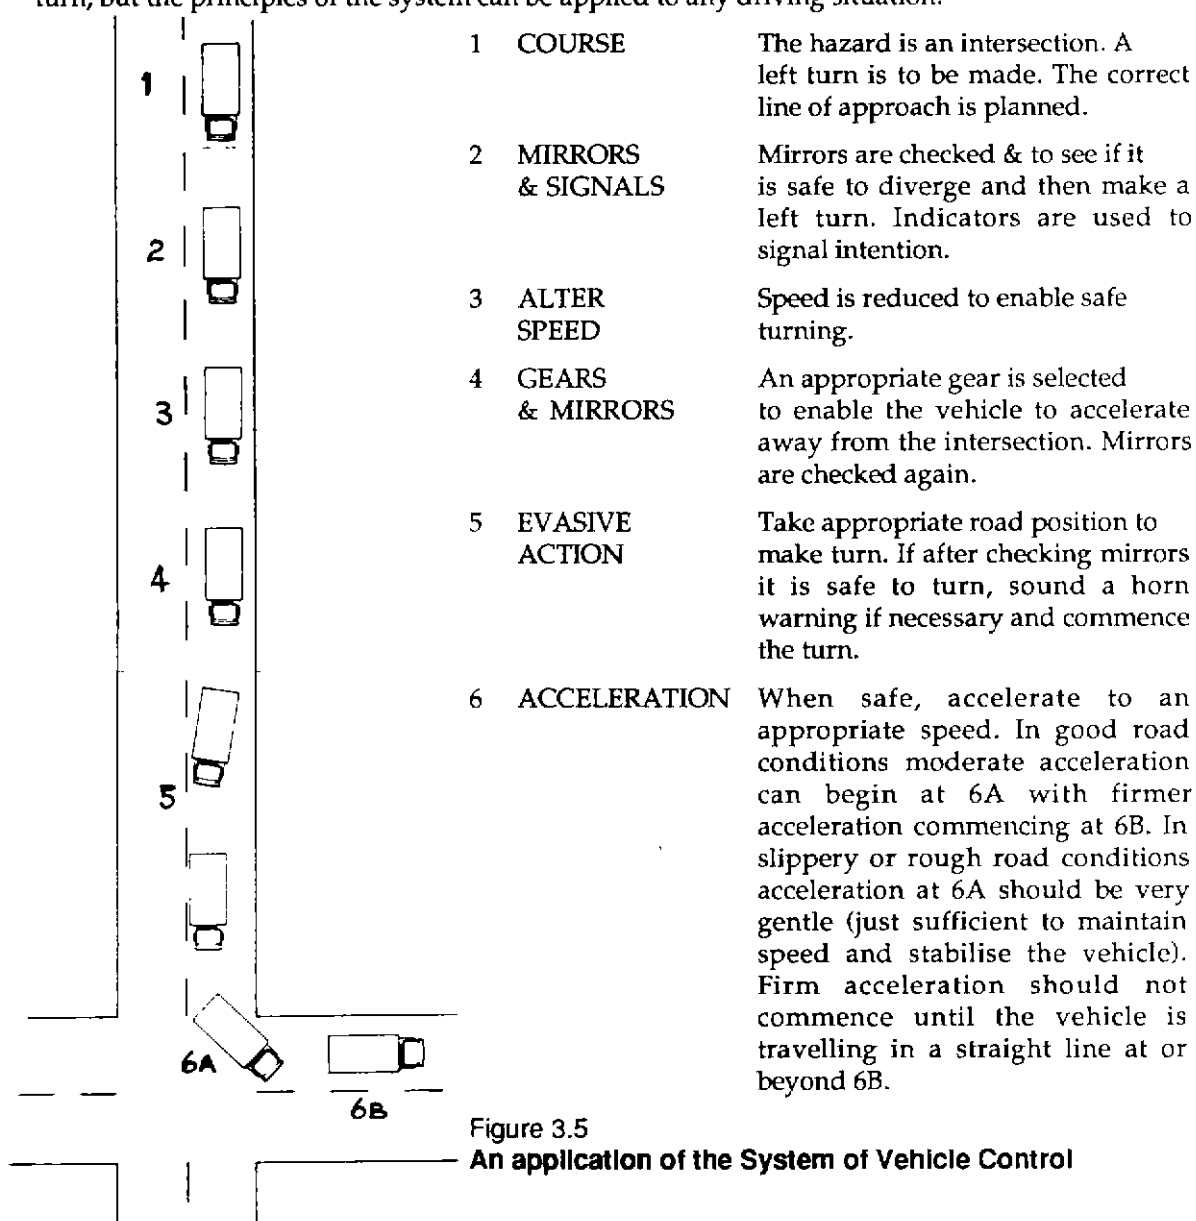 turn, but the principles of the system can be applied to any driving situation.
1 COURSE The hazard is an intersection. A
left turn is to be made. The correct
line of approach is planned.
2 MIRRORS Mirrors are checked & to see if it
& SIGNALS is safe to diverge and then make a
left turn. Indicators are used to
signal intention.
3 ALTER Speed is reduced to enable safe
SPEED turning.
4 GEARS An appropriate gear is selected
& MIRRORS to enable the vehicle to accelerate
away from the intersection. Mirrors
are checked again.
5 EVASIVE Take appropriate road position to
ACTION make turn. If after checking mirrors
it is safe to turn, sound a horn
warning if necessary and commence
the turn.
6 ACCELERATION When safe, accelerate to an
appropriate speed. In good road
conditions moderate acceleration
can begin at 6A with firmer
acceleration commencing at 6B. In
slippery or rough road conditions
acceleration at 6A should be very
gentle (just sufficient to maintain
speed and stabilise the vehicle).
Firm acceleration should not
commence until the vehicle is
travelling in a straight line at or
beyond 6B.
1
2
3
4
5
6A
6B
Figure 3.5
An application of the System of Vehicle Control